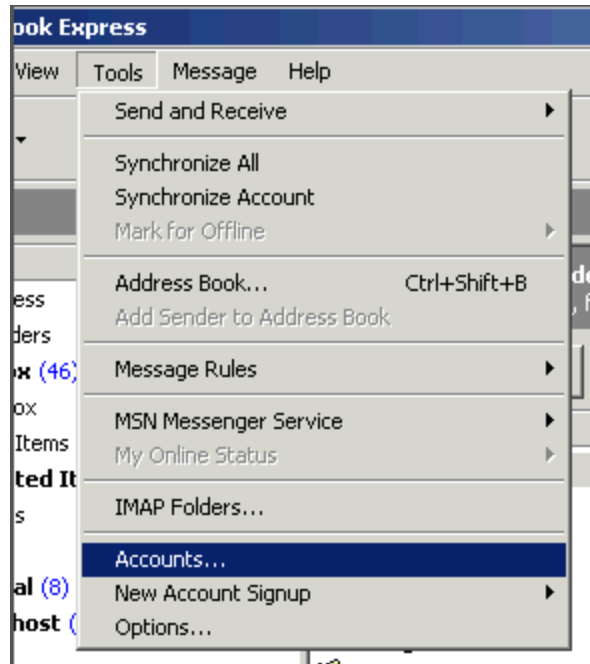 ook Express
View Tools Message Help
Send and Receive
Synchronize All
Synchronize Account
Mark for Offline
Address Book... Ctrl+Shift+B
Add Sender to Address Book
Message Rules
MSN Messenger Service
My Online Status
IMAP Folders...
Accounts...
New Account Signup
Options...
ess
ders
x (46)
ox
Items
ted It
s
al (8)
host (
de
, f